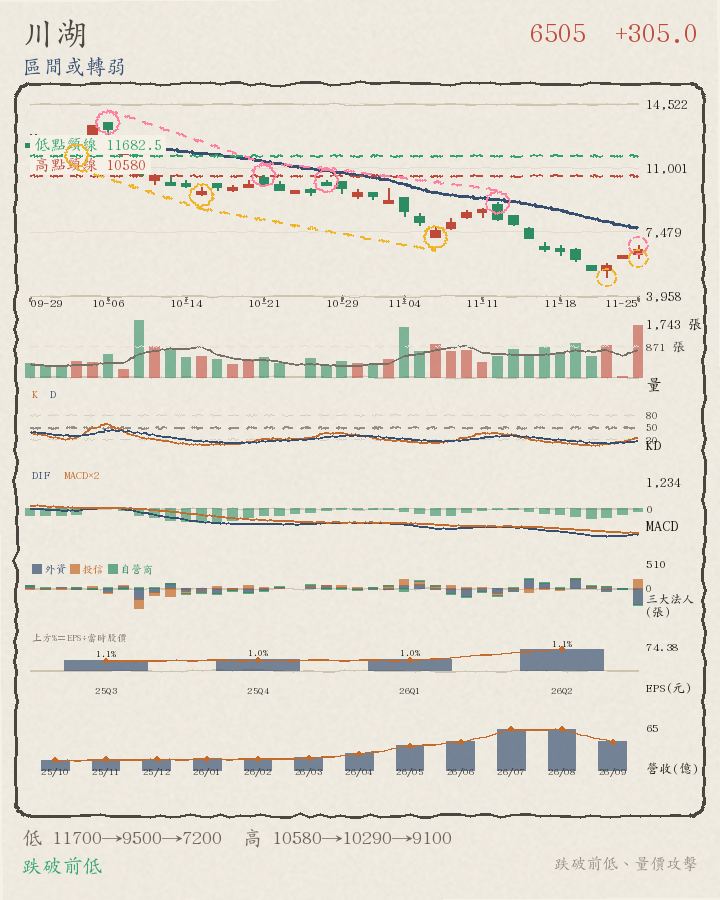 川湖
6505 +305.0
區間或轉弱
14,522
低點頸線 11682.5
高點頸線 10580
11,001
7,479
3,958
09-29 10-06 10-14 10-21 10-29 11-04 11-11 11-18 11-25
1,743 張
871 張
量
K D
80
50
20
KD
DIF MACD×2
1,234
0
MACD
外資 投信 自營商
510
0
三大法人
(張)
上方%=EPS÷當時股價
74.38
1.1% 1.0% 1.0% 1.1%
25Q3 25Q4 26Q1 26Q2
EPS(元)
65
25/10 25/11 25/12 26/01 26/02 26/03 26/04 26/05 26/06 26/07 26/08 26/09
營收(億)
低 11700→9500→7200 高 10580→10290→9100
跌破前低
跌破前低、量價攻擊